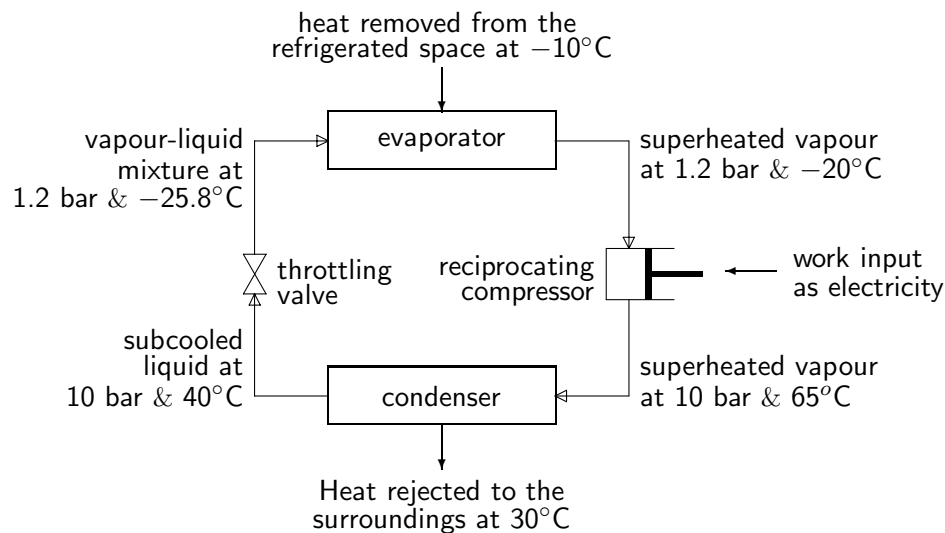 heat removed from the
refrigerated space at −10°C
evaporator
vapour-liquid
mixture at
1.2 bar & −25.8°C
superheated vapour
at 1.2 bar & −20°C
throttling
valve
reciprocating
compressor
work input
as electricity
subcooled
liquid at
10 bar & 40°C
condenser
superheated vapour
at 10 bar & 65°C
Heat rejected to the
surroundings at 30°C